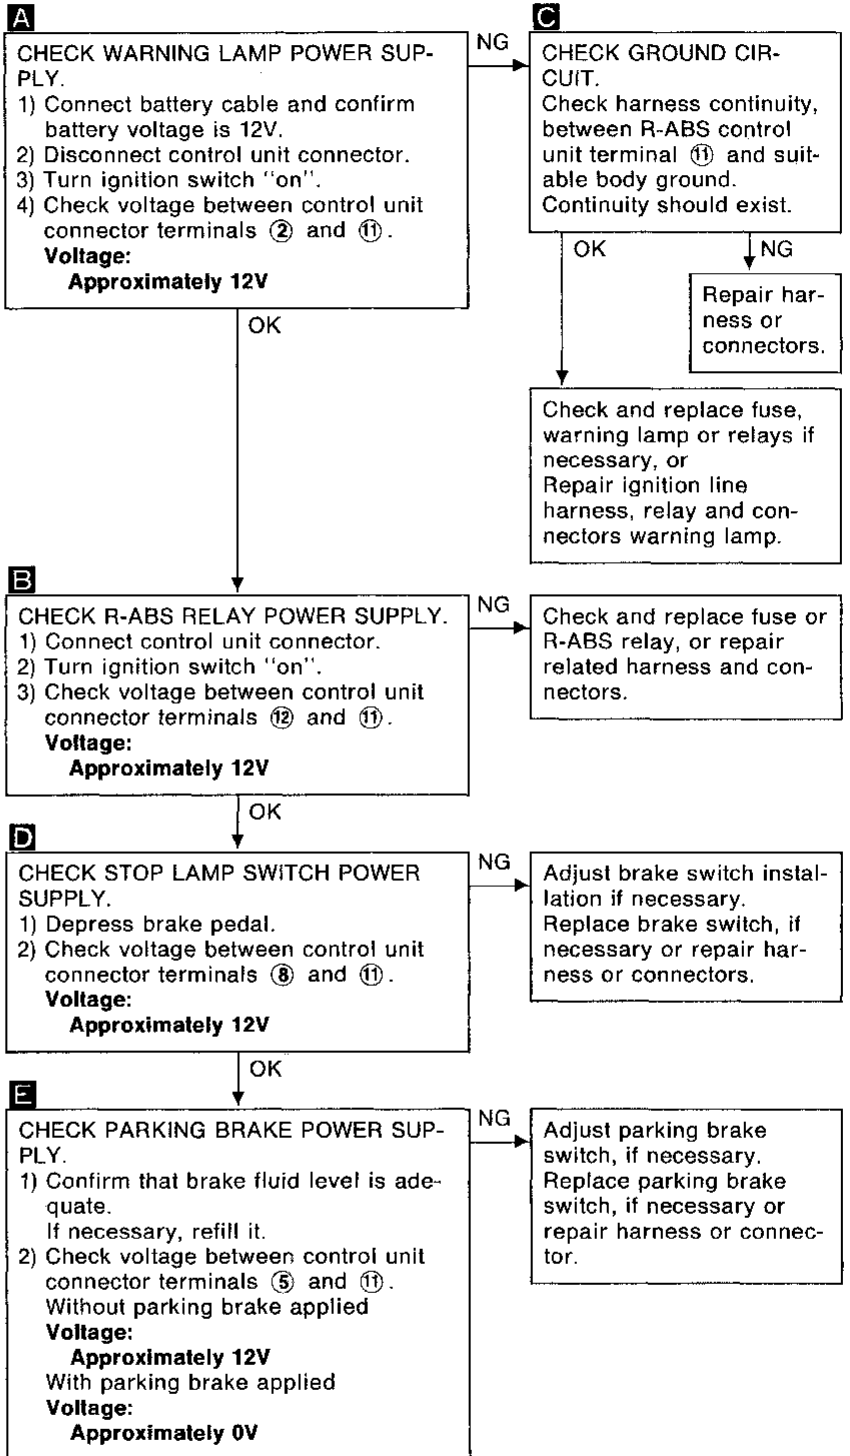 A
CHECK WARNING LAMP POWER SUP-
PLY.
1) Connect battery cable and confirm
battery voltage is 12V.
2) Disconnect control unit connector.
3) Turn ignition switch "on".
4) Check voltage between control unit
connector terminals ② and ⑪.
Voltage:
Approximately 12V
NG
OK
C
CHECK GROUND CIR-
CUIT.
Check harness continuity,
between R-ABS control
unit terminal ⑪ and suit-
able body ground.
Continuity should exist.
OK
NG
Repair har-
ness or
connectors.
Check and replace fuse,
warning lamp or relays if
necessary, or
Repair ignition line
harness, relay and con-
nectors warning lamp.
B
CHECK R-ABS RELAY POWER SUPPLY.
1) Connect control unit connector.
2) Turn ignition switch "on".
3) Check voltage between control unit
connector terminals ⑫ and ⑪.
Voltage:
Approximately 12V
NG
Check and replace fuse or
R-ABS relay, or repair
related harness and con-
nectors.
OK
D
CHECK STOP LAMP SWITCH POWER
SUPPLY.
1) Depress brake pedal.
2) Check voltage between control unit
connector terminals ⑧ and ⑪.
Voltage:
Approximately 12V
NG
Adjust brake switch instal-
lation if necessary.
Replace brake switch, if
necessary or repair har-
ness or connectors.
OK
E
CHECK PARKING BRAKE POWER SUP-
PLY.
1) Confirm that brake fluid level is ade-
quate.
If necessary, refill it.
2) Check voltage between control unit
connector terminals ⑤ and ⑪.
Without parking brake applied
Voltage:
Approximately 12V
With parking brake applied
Voltage:
Approximately 0V
NG
Adjust parking brake
switch, if necessary.
Replace parking brake
switch, if necessary or
repair harness or connec-
tor.